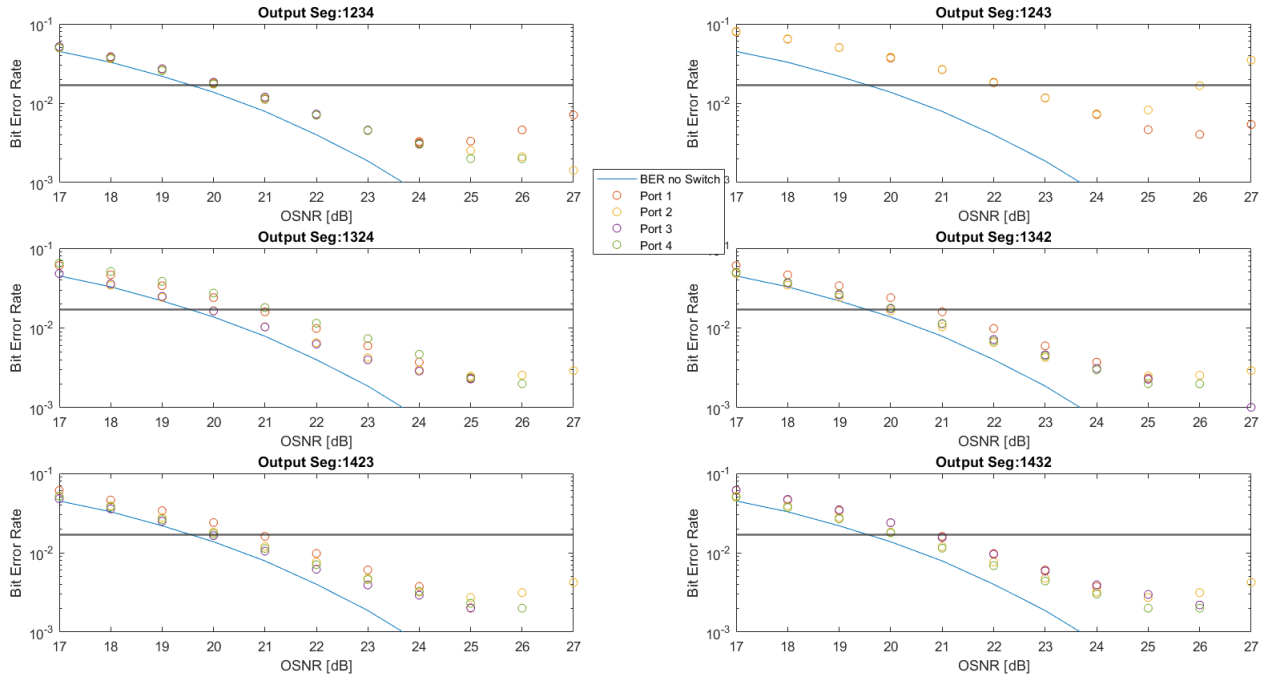 Output Seg:1234
Bit Error Rate
10-1
10-2
10-3
17 18 19 20 21 22 23 24 25 26 27
OSNR [dB]
Output Seg:1243
Bit Error Rate
10-1
10-2
3
17 18 19 20 21 22 23 24 25 26 27
OSNR [dB]
BER no Switch
Port 1
Port 2
Port 3
Port 4
Output Seg:1324
Bit Error Rate
10-1
10-2
10-3
17 18 19 20 21 22 23 24 25 26 27
OSNR [dB]
Output Seg:1342
Bit Error Rate
10-2
10-3
17 18 19 20 21 22 23 24 25 26 27
OSNR [dB]
Output Seg:1423
Bit Error Rate
10-1
10-2
10-3
17 18 19 20 21 22 23 24 25 26 27
OSNR [dB]
Output Seg:1432
Bit Error Rate
10-1
10-2
10-3
17 18 19 20 21 22 23 24 25 26 27
OSNR [dB]